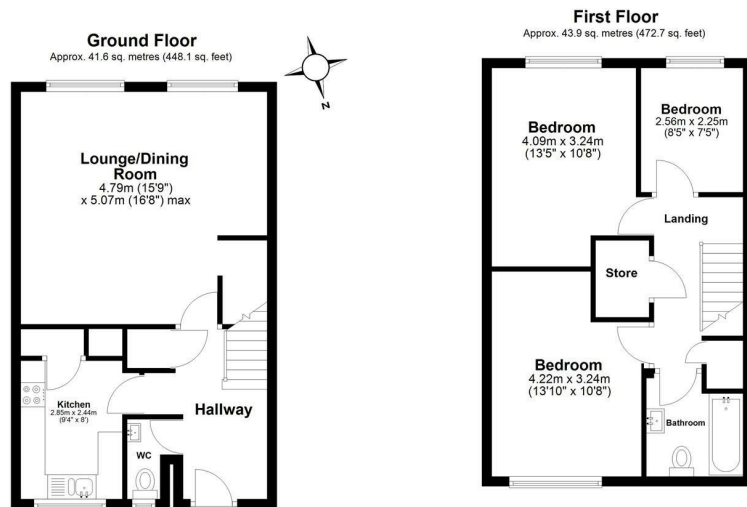 Ground Floor
Approx. 41.6 sq. metres (448.1 sq. feet)
N
Lounge/Dining
Room
4.79m (15'9")
x 5.07m (16'8") max
Kitchen
2.85m x 2.44m
(9'4" x 8')
Hallway
WC
First Floor
Approx. 43.9 sq. metres (472.7 sq. feet)
Bedroom
4.09m x 3.24m
(13'5" x 10'8")
Bedroom
2.56m x 2.25m
(8'5" x 7'5")
Landing
Store
Bedroom
4.22m x 3.24m
(13'10" x 10'8")
Bathroom